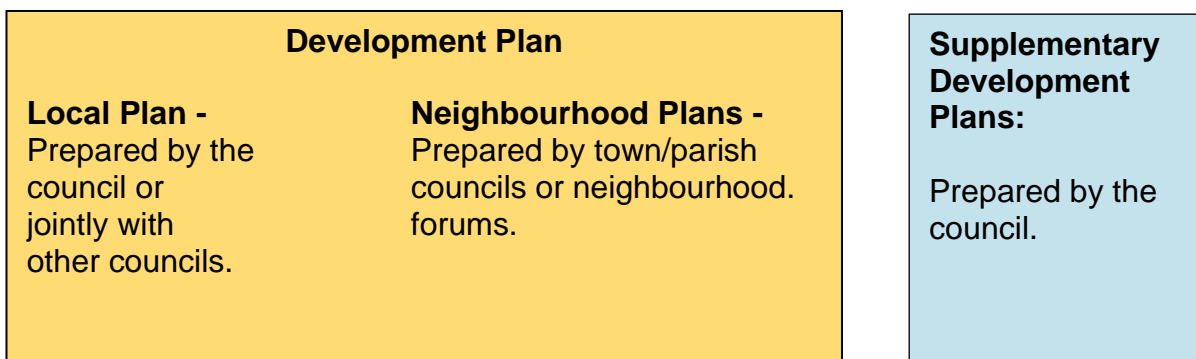 Development Plan
Local Plan -
Prepared by the
council or
jointly with
other councils.
Neighbourhood Plans -
Prepared by town/parish
councils or neighbourhood.
forums.
Supplementary
Development
Plans:
Prepared by the
council.